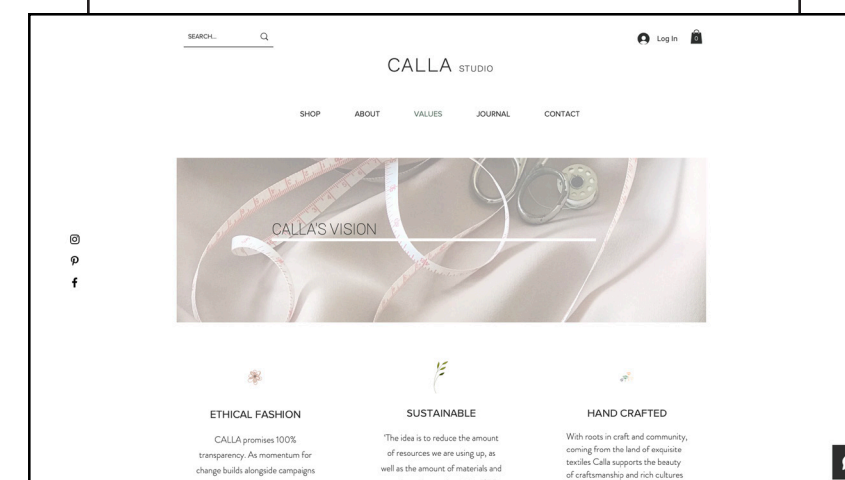 SEARCH...
Log In
0
CALLA STUDIO
SHOP ABOUT VALUES JOURNAL CONTACT
CALLA'S VISION
ETHICAL FASHION
CALLA promises 100%
transparency. As momentum for
change builds alongside campaigns
SUSTAINABLE
'The idea is to reduce the amount
of resources we are using up, as
well as the amount of materials and
HAND CRAFTED
With roots in craft and community,
coming from the land of exquisite
textiles Calla supports the beauty
of craftsmanship and rich cultures